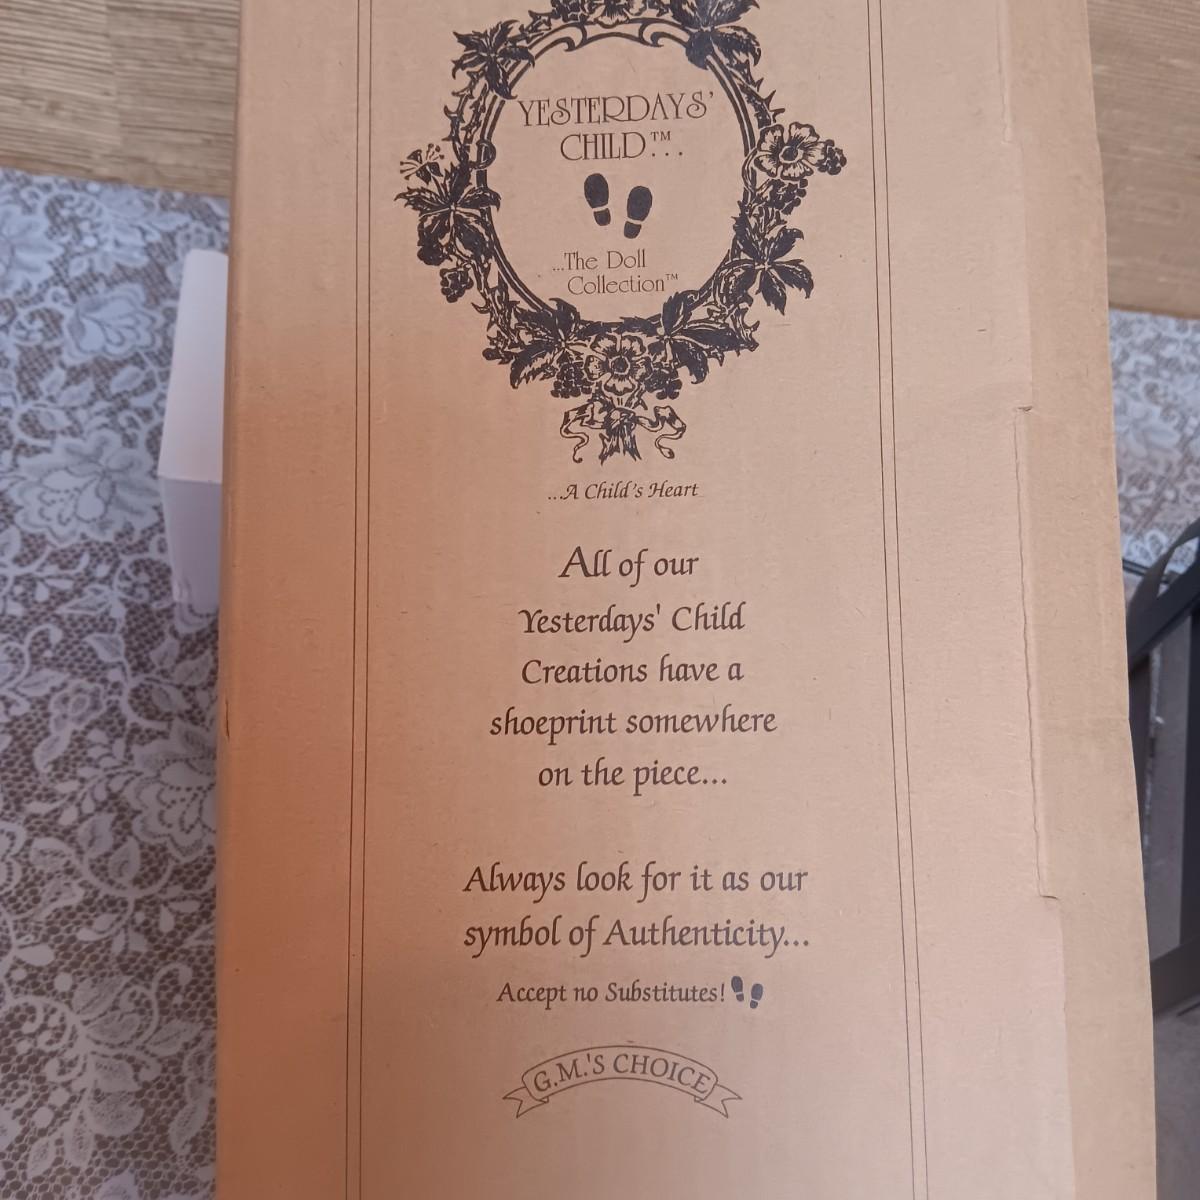 YESTERDAYS'
CHILD™...
...The Doll
Collection™
...A Child's Heart
All of our
Yesterdays' Child
Creations have a
shoeprint somewhere
on the piece...
Always look for it as our
symbol of Authenticity...
Accept no Substitutes!
G.M.'S CHOICE